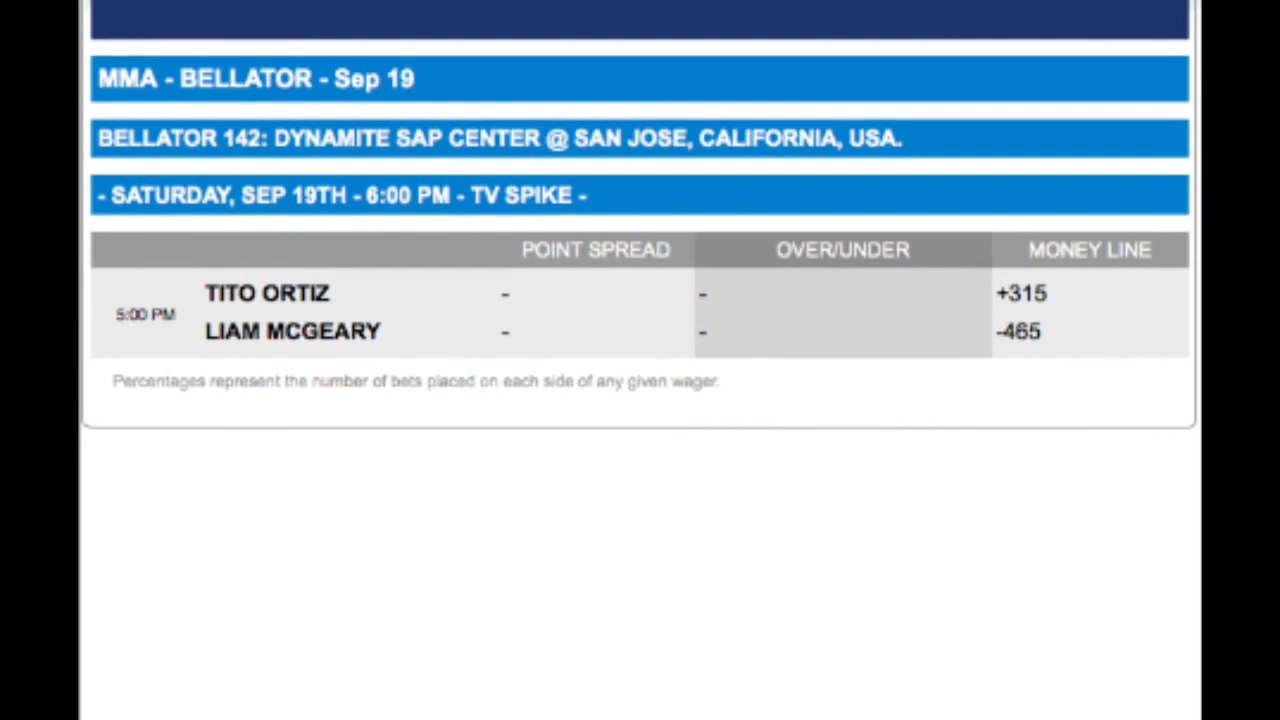 MMA - BELLATOR - Sep 19
BELLATOR 142: DYNAMITE SAP CENTER @ SAN JOSE, CALIFORNIA, USA.
- SATURDAY, SEP 19TH - 6:00 PM - TV SPIKE -
POINT SPREAD OVER/UNDER MONEY LINE
TITO ORTIZ - - +315
5:00 PM
LIAM MCGEARY - - -465
Percentages represent the number of bets placed on each side of any given wager.